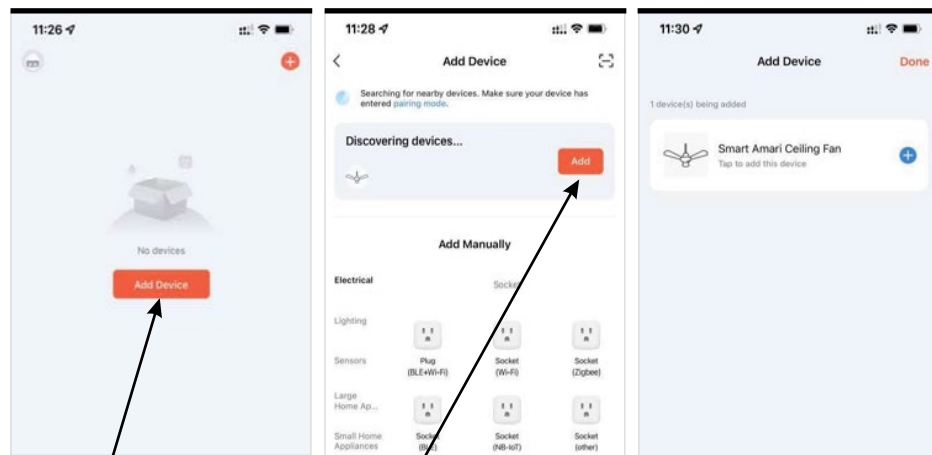 11:26
No devices
Add Device
11:28
Add Device
Searching for nearby devices. Make sure your device has
entered pairing mode.
Discovering devices...
Add
Add Manually
Electrical
Socket
Lighting
Sensors
Plug
(BLE+Wi-Fi)
Socket
(Wi-Fi)
Socket
(Zigbee)
Large
Home Ap...
Small Home
Appliances
Socket
(BLE)
Socket
(NB-IoT)
Socket
(other)
11:30
Add Device
Done
1 device(s) being added
Smart Amari Ceiling Fan
Tap to add this device